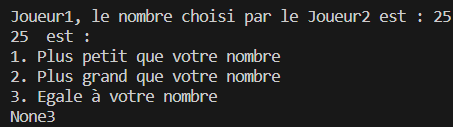 Joueur1, le nombre choisi par le Joueur2 est : 25
25  est :
1. Plus petit que votre nombre
2. Plus grand que votre nombre
3. Egale à votre nombre
None3